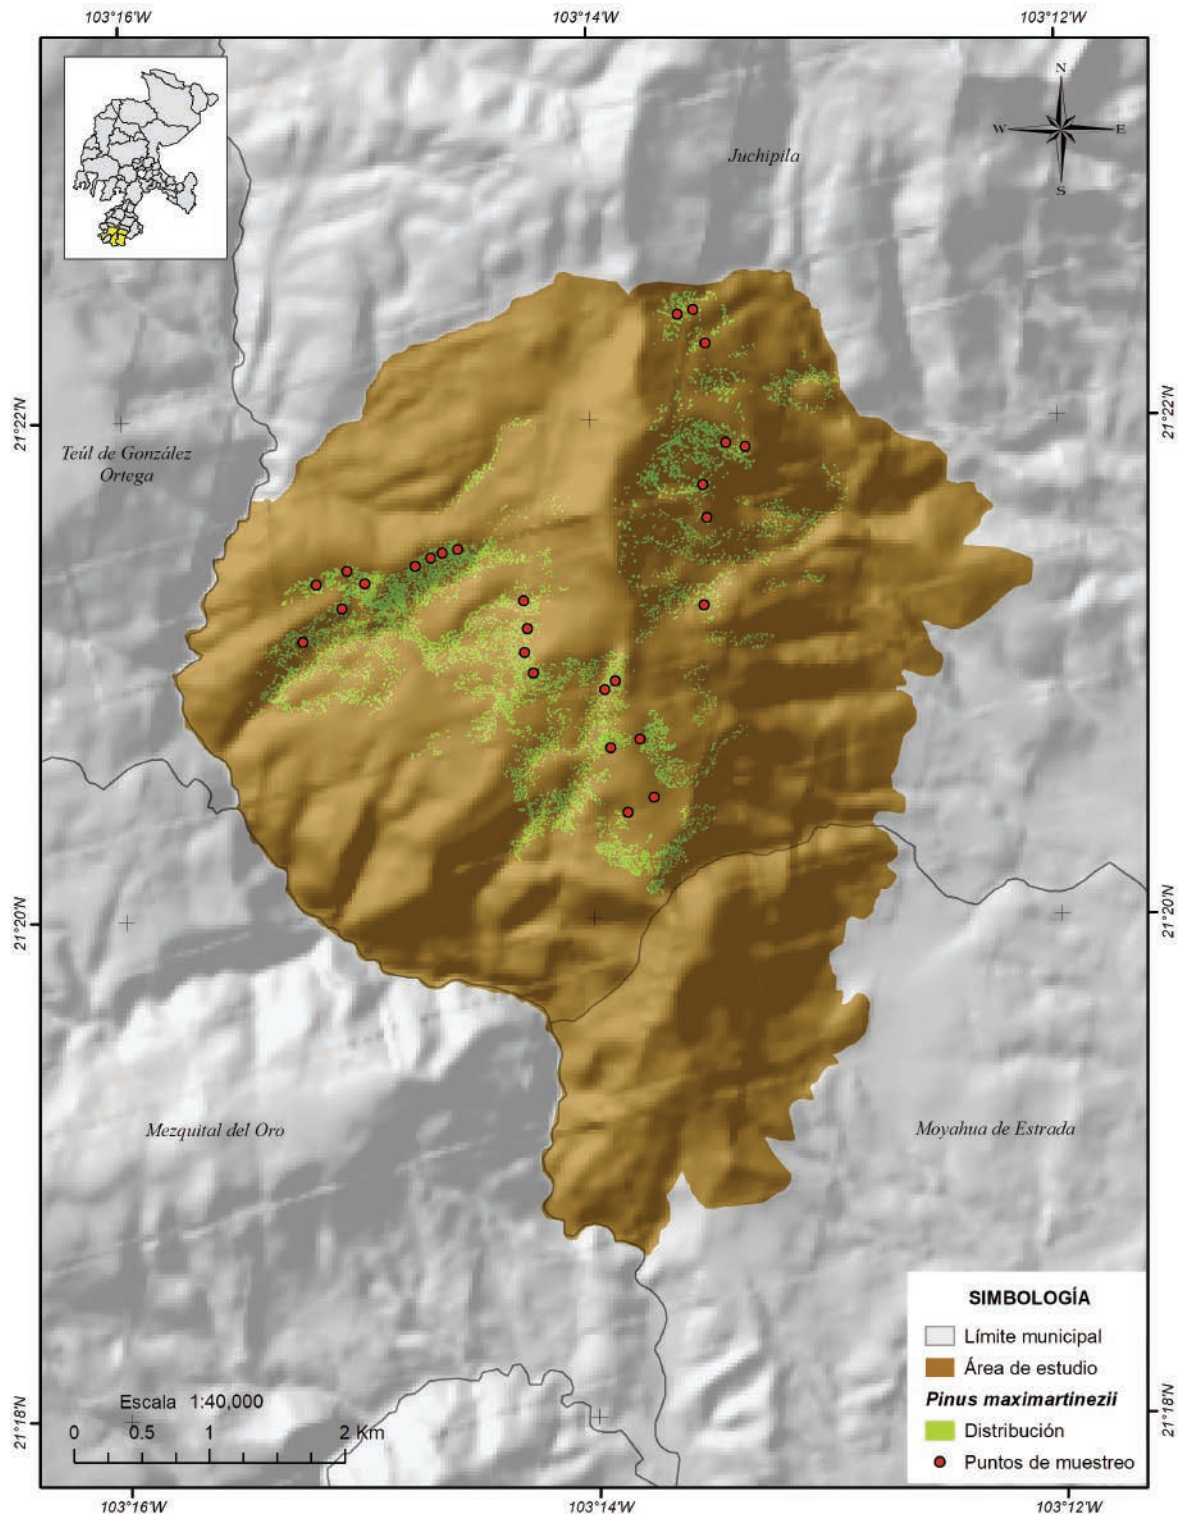 103°16'W
103°14'W
103°12'W
N
W
E
S
Juchipila
21°22'N
21°22'N
Teúl de González
Ortega
21°20'N
21°20'N
Mezquital del Oro
Moyahua de Estrada
SIMBOLOGÍA
Límite municipal
Área de estudio
Pinus maximartinezii
Distribución
Puntos de muestreo
Escala 1:40,000
0 0.5 1 2 Km
21°18'N
21°18'N
103°16'W
103°14'W
103°12'W